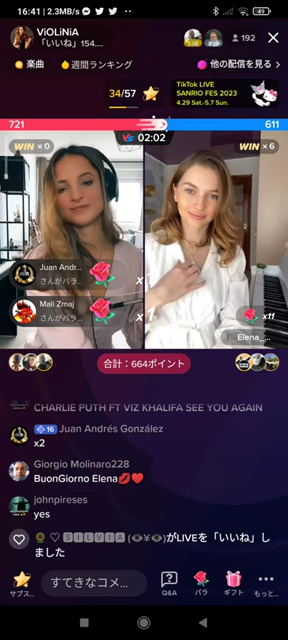 16:41 | 2.3MB/s
49
ViOLiNiA
「いいね」154....
192
楽曲
週間ランキング
他の配信を見る
34/57
TikTok LIVE
SANRIO FES 2023
4.29 Sat.-5.7 Sun.
721
611
WIN × 0
VS 02:02
WIN × 6
Juan Andr...
さんがバラ...
x
Mali Zmaj
さんがバラ...
x 1
x11
Elena_...
合計：664ポイント
CHARLIE PUTH FT VIZ KHALIFA SEE YOU AGAIN
16 Juan Andrés González
x2
Giorgio Molinaro228
BuonGiorno Elena💋❤️
johnpireses
yes
♡ SILVIA (👁️¥👁️)がLIVEを「いいね」し
ました
サブス...
すてきなコメ...
Q&A
バラ
ギフト
もっと...